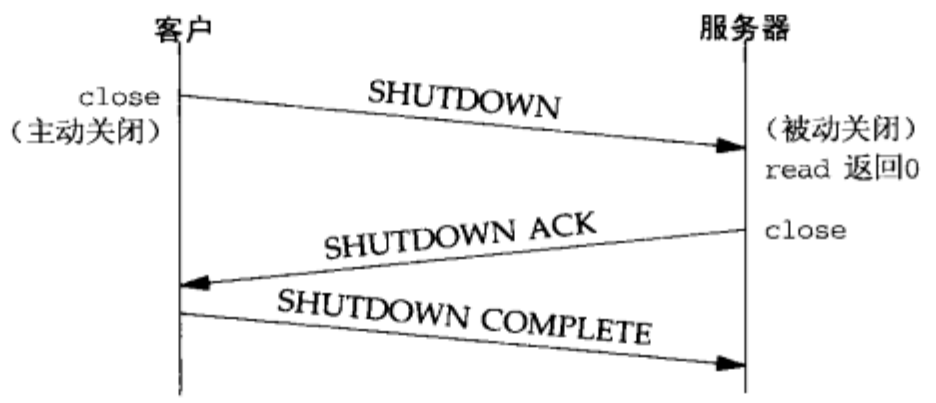 客户
服务器
close
(主动关闭)
SHUTDOWN
(被动关闭)
read 返回0
SHUTDOWN ACK
close
SHUTDOWN COMPLETE